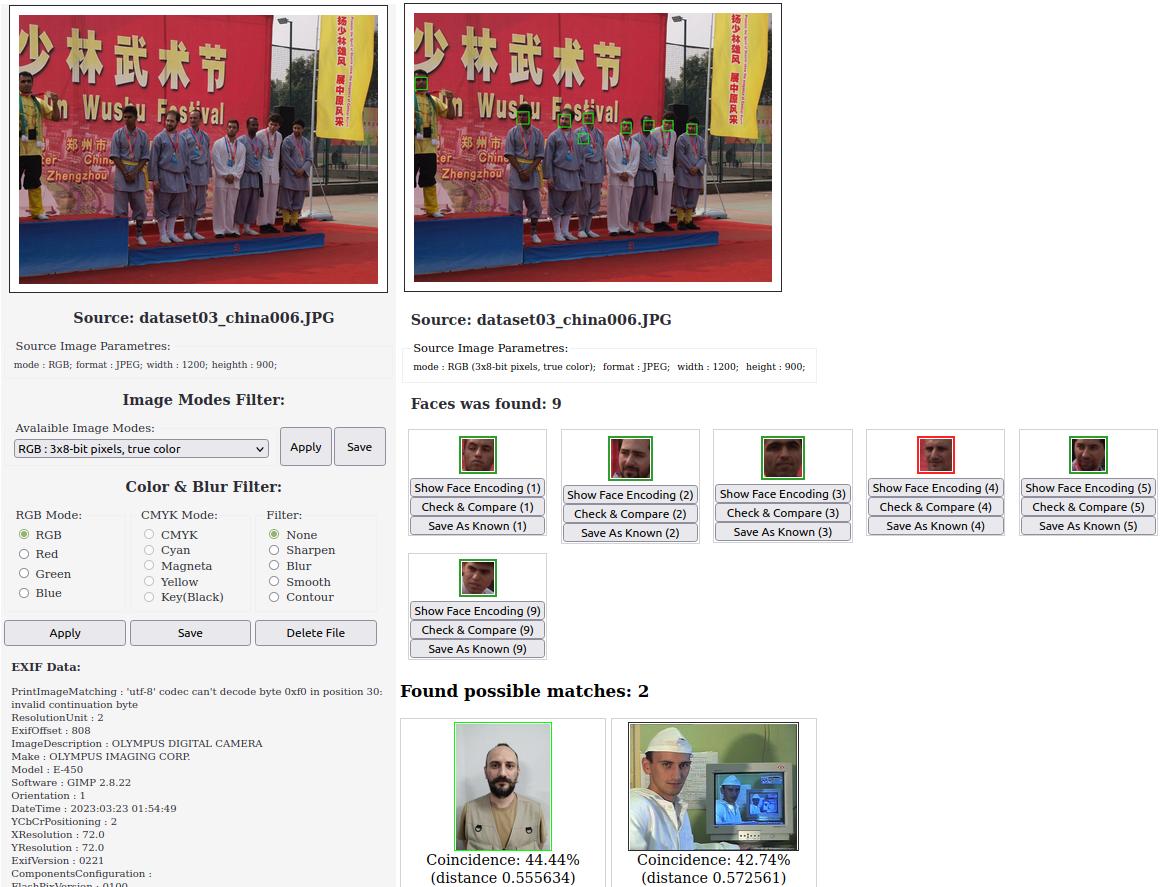 少林武术节
n Wushu Festival
郑州市
ter China
Zhengzhou
扬少林雄风 展中原风采
少林武术节
n Wushu Festival
郑州市
ter China
Zhengzhou
扬少林雄风 展中原风采
Source: dataset03_china006.JPG
Source Image Parametres:
mode : RGB; format : JPEG; width : 1200; heighth : 900;
Image Modes Filter:
Avalaible Image Modes:
RGB : 3x8-bit pixels, true color
Apply
Save
Color & Blur Filter:
RGB Mode:
RGB
Red
Green
Blue
CMYK Mode:
CMYK
Cyan
Magneta
Yellow
Key(Black)
Filter:
None
Sharpen
Blur
Smooth
Contour
Apply
Save
Delete File
EXIF Data:
PrintImageMatching : 'utf-8' codec can't decode byte 0xf0 in position 30:
invalid continuation byte
ResolutionUnit : 2
ExifOffset : 808
ImageDescription : OLYMPUS DIGITAL CAMERA
Make : OLYMPUS IMAGING CORP.
Model : E-450
Software : GIMP 2.8.22
Orientation : 1
DateTime : 2023:03:23 01:54:49
YCbCrPositioning : 2
XResolution : 72.0
YResolution : 72.0
ExifVersion : 0221
ComponentsConfiguration :
FlashPixVersion : 0100
Source: dataset03_china006.JPG
Source Image Parametres:
mode : RGB (3x8-bit pixels, true color); format : JPEG; width : 1200; height : 900;
Faces was found: 9
Show Face Encoding (1)
Check & Compare (1)
Save As Known (1)
Show Face Encoding (2)
Check & Compare (2)
Save As Known (2)
Show Face Encoding (3)
Check & Compare (3)
Save As Known (3)
Show Face Encoding (4)
Check & Compare (4)
Save As Known (4)
Show Face Encoding (5)
Check & Compare (5)
Save As Known (5)
Show Face Encoding (9)
Check & Compare (9)
Save As Known (9)
Found possible matches: 2
Coincidence: 44.44%
(distance 0.555634)
Coincidence: 42.74%
(distance 0.572561)